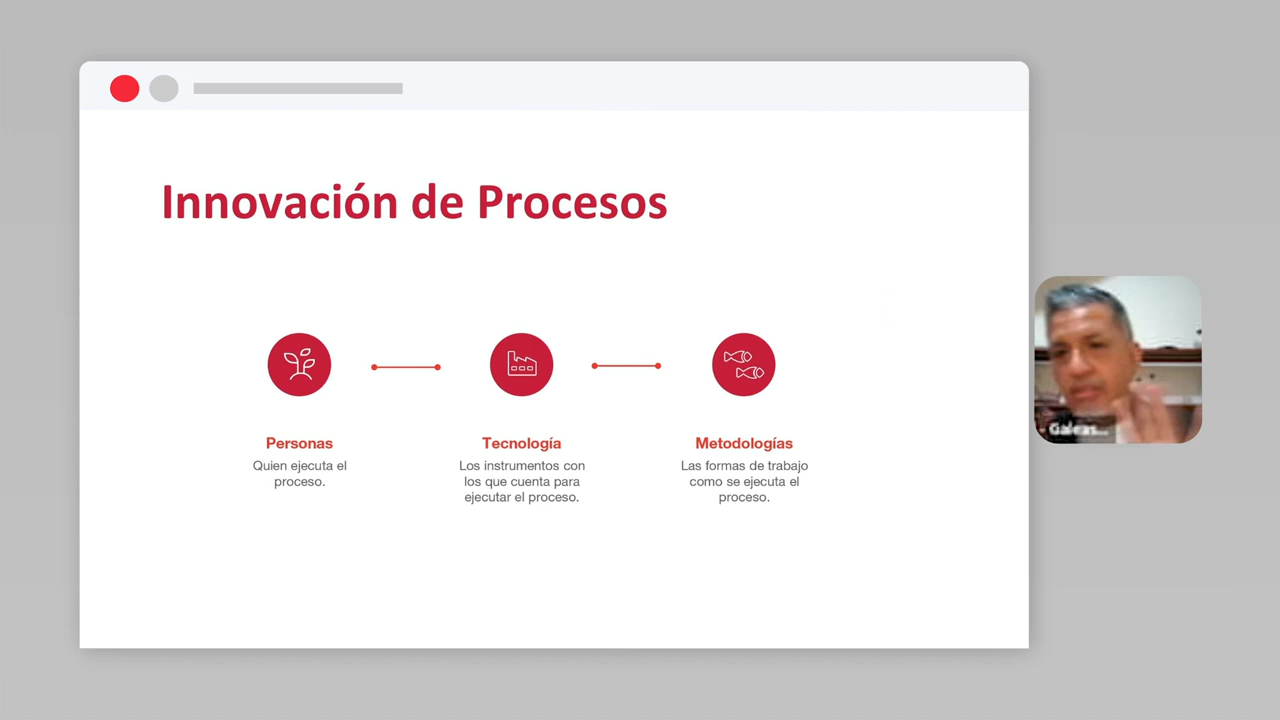 Innovación de Procesos
Personas
Quien ejecuta el
proceso.
Tecnología
Los instrumentos con
los que cuenta para
ejecutar el proceso.
Metodologías
Las formas de trabajo
como se ejecuta el
proceso.